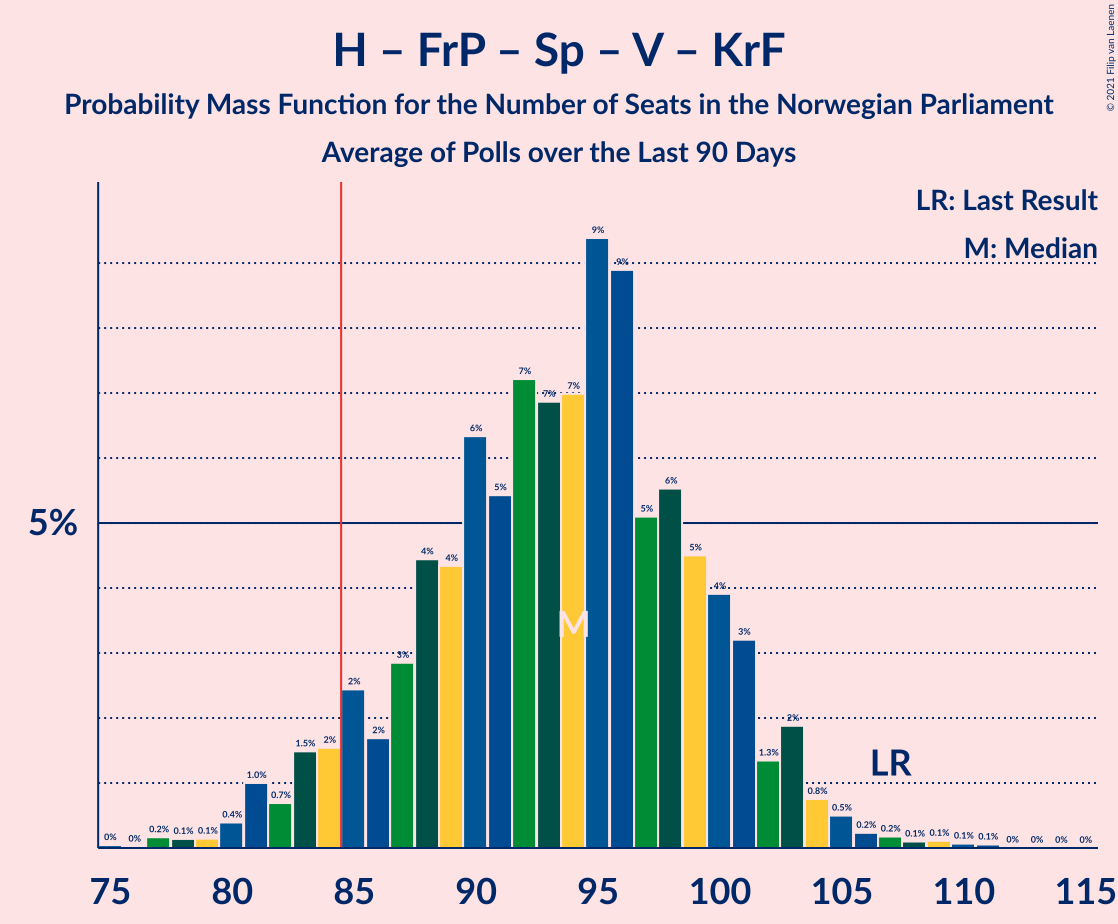 H – FrP – Sp – V – KrF
Probability Mass Function for the Number of Seats in the Norwegian Parliament
Average of Polls over the Last 90 Days
© 2021 Filip van Laenen
LR: Last Result
M: Median
5%
0% 0% 0.2% 0.1% 0.1% 0.4% 1.0% 0.7% 1.5% 2% 2% 2% 3% 4% 4% 6% 5% 7% 7% 7% 9% 9% 5% 6% 5% 4% 3% 1.3% 2% 0.8% 0.5% 0.2% 0.2% 0.1% 0.1% 0.1% 0.1% 0% 0% 0% 0%
M
LR
75 80 85 90 95 100 105 110 115